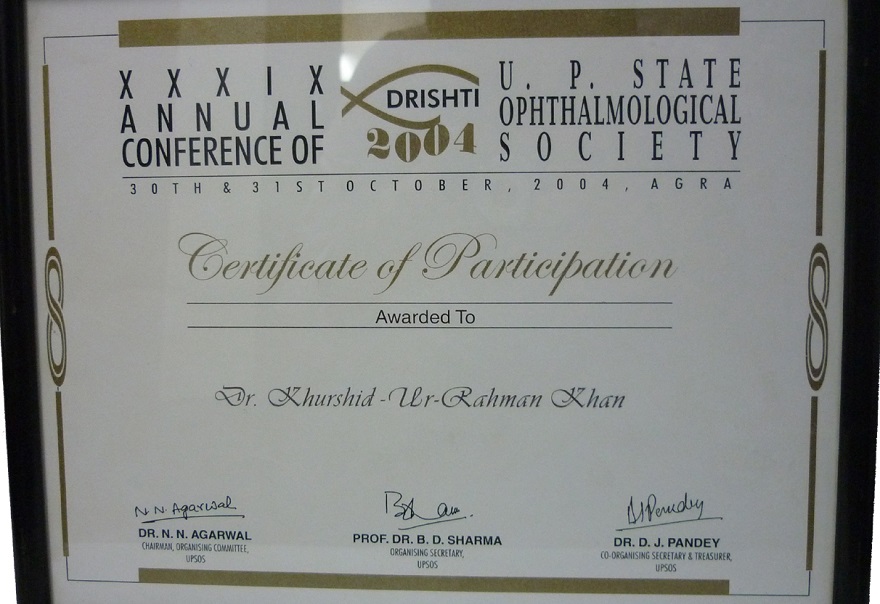 XXXIX
ANNUAL
CONFERENCE OF
DRISHTI
2004
U. P. STATE
OPHTHALMOLOGICAL
SOCIETY
30TH & 31ST OCTOBER, 2004, AGRA
Certificate of Participation
Awarded To
Dr. Khurshid-Ur-Rahman Khan
N. N. Agarwal
DR. N. N. AGARWAL
CHAIRMAN, ORGANISING COMMITTEE,
UPSOS
PROF. DR. B. D. SHARMA
ORGANISING SECRETARY,
UPSOS
DJPandey
DR. D. J. PANDEY
CO-ORGANISING SECRETARY & TREASURER,
UPSOS